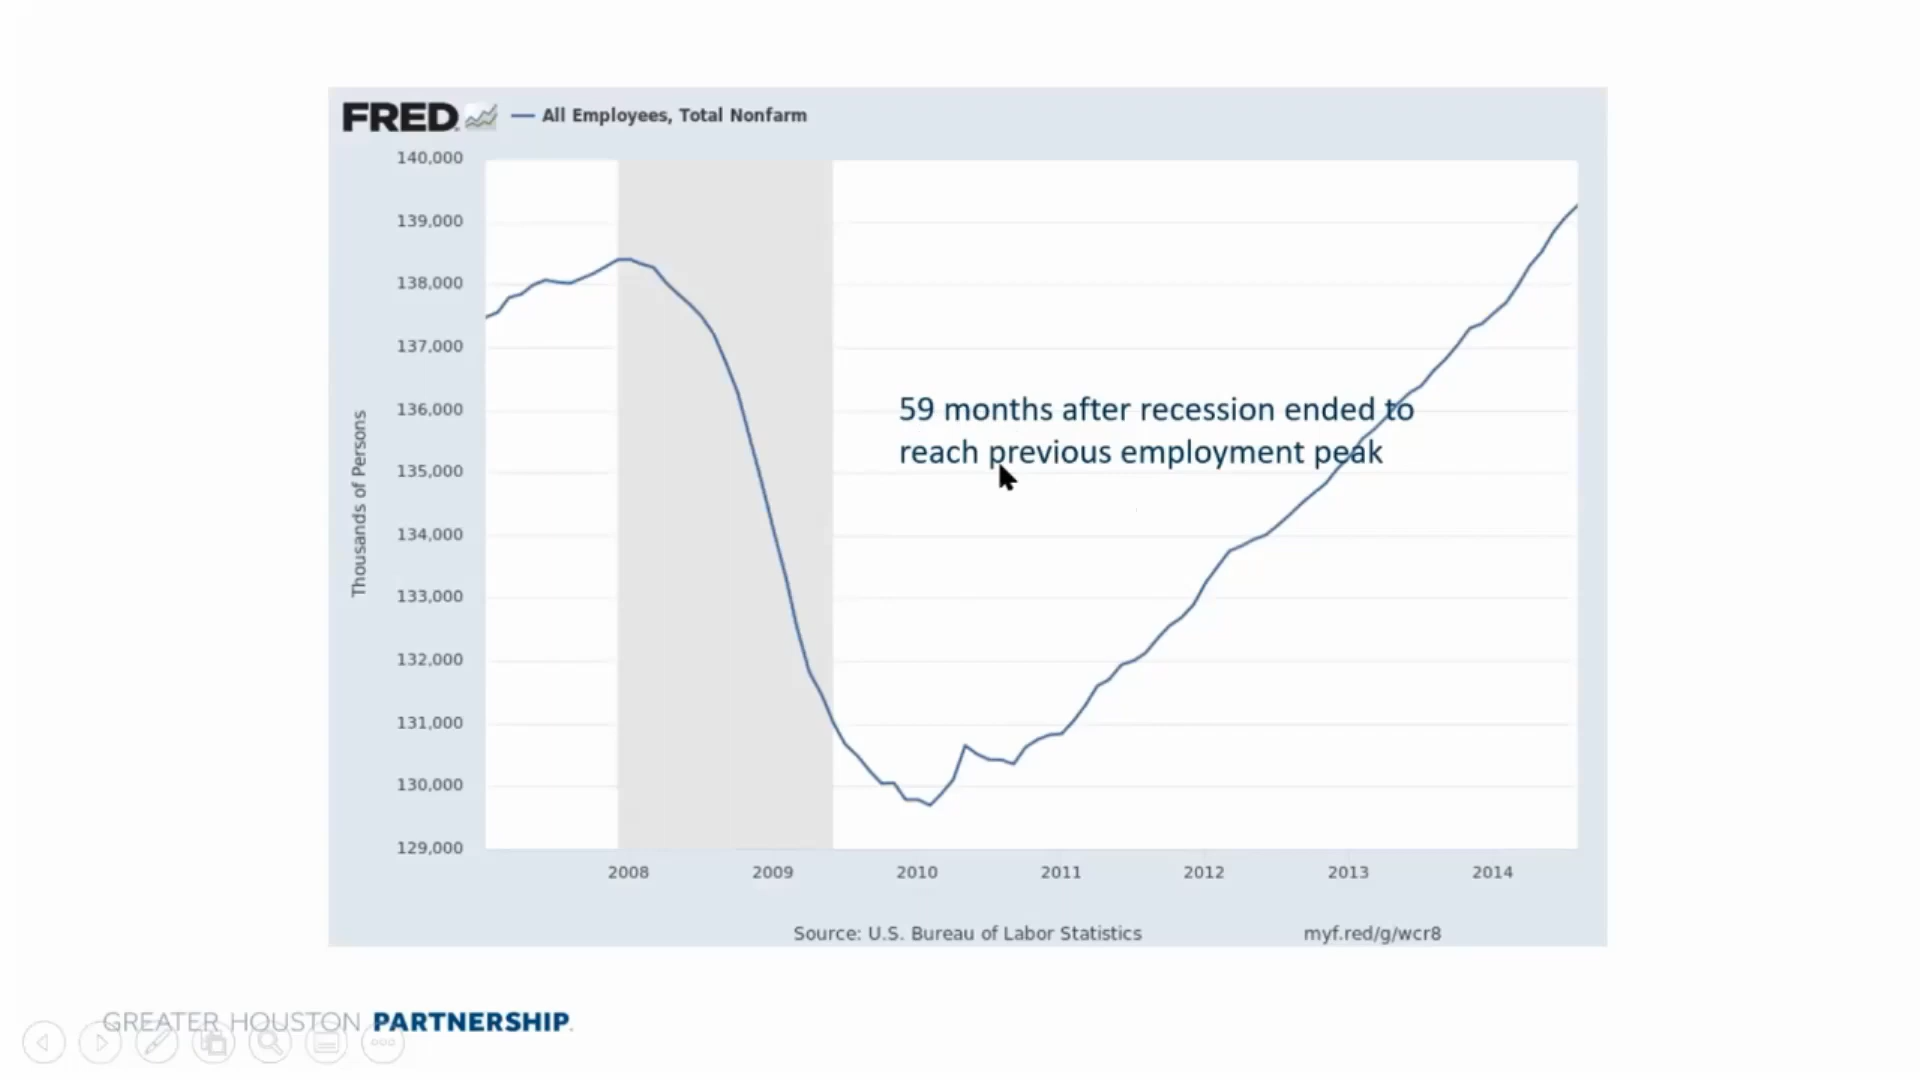 FRED All Employees, Total Nonfarm
140,000
139,000
138,000
137,000
136,000
135,000
134,000
133,000
132,000
131,000
130,000
129,000
Thousands of Persons
59 months after recession ended to
reach previous employment peak
2008 2009 2010 2011 2012 2013 2014
Source: U.S. Bureau of Labor Statistics myf.red/g/wcr8
GREATER HOUSTON PARTNERSHIP